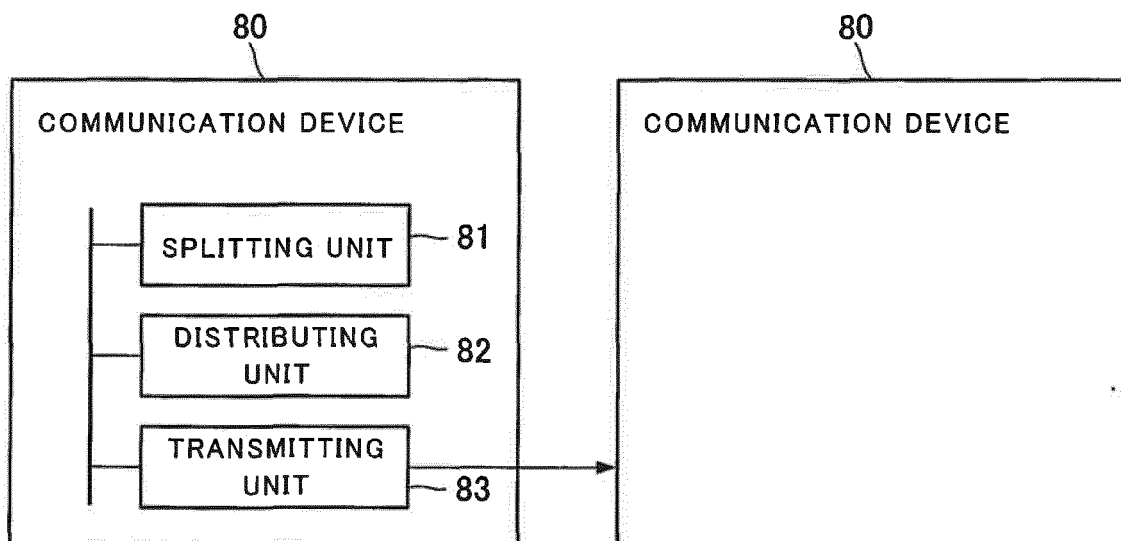 80
80
COMMUNICATION DEVICE
COMMUNICATION DEVICE
SPLITTING UNIT
81
DISTRIBUTING
UNIT
82
TRANSMITTING
UNIT
83